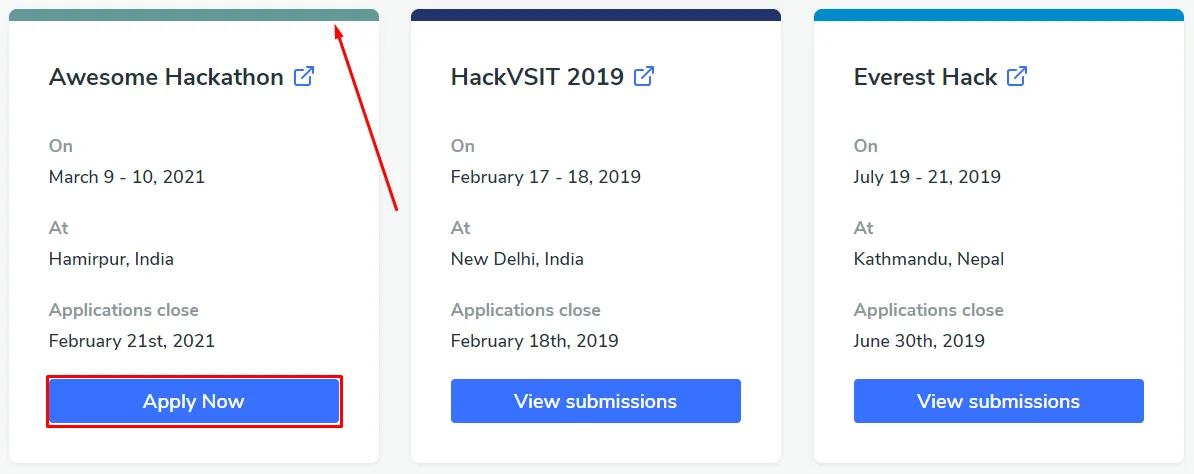 Awesome Hackathon
On
March 9 - 10, 2021
At
Hamirpur, India
Applications close
February 21st, 2021
Apply Now
HackVSIT 2019
On
February 17 - 18, 2019
At
New Delhi, India
Applications close
February 18th, 2019
View submissions
Everest Hack
On
July 19 - 21, 2019
At
Kathmandu, Nepal
Applications close
June 30th, 2019
View submissions